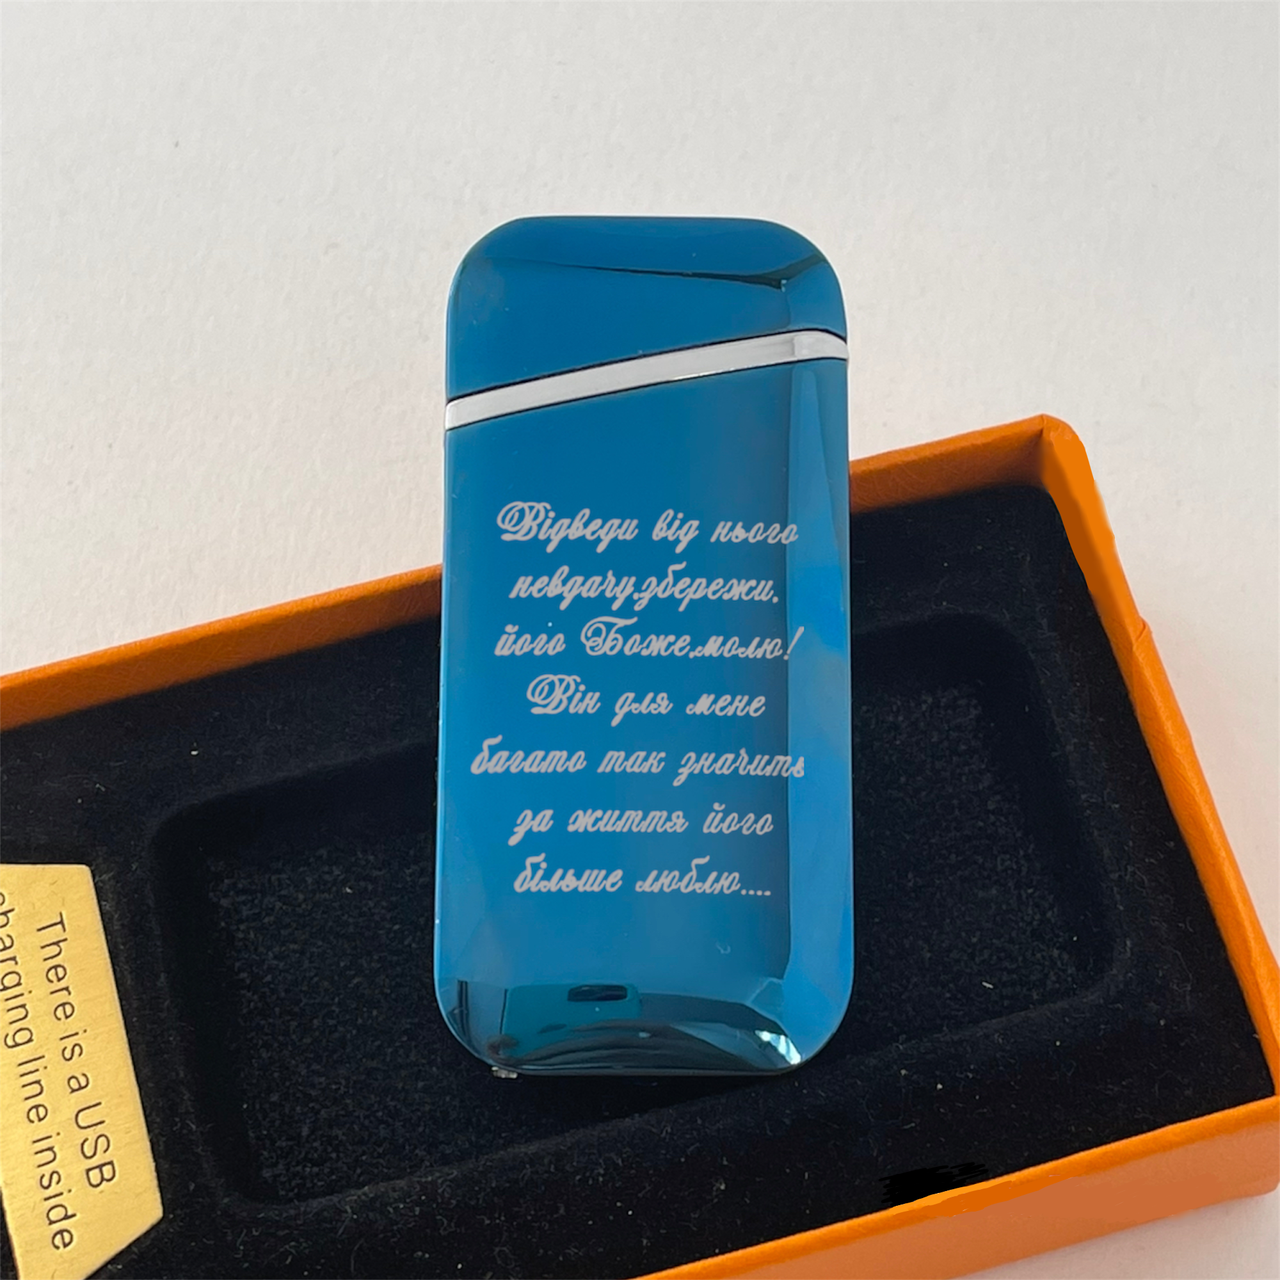 Відведи від нього
невдачу,збережи.
його Боже,молю!
Він для мене
багато так значить
за життя його
більше люблю....
There is a USB
charging line inside